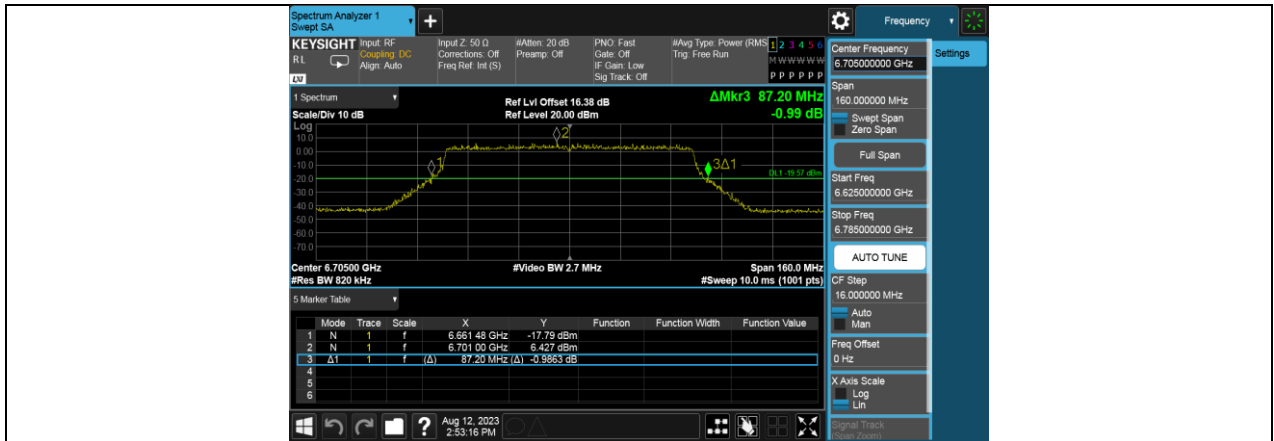 Spectrum Analyzer 1
Swept SA
Frequency
KEYSIGHT
RL
LXI
Input: RF
Coupling: DC
Align: Auto
Input Z: 50 Ω
Corrections: Off
Freq Ref: Int (S)
#Atten: 20 dB
Preamp: Off
PNO: Fast
Gate: Off
IF Gain: Low
Sig Track: Off
#Avg Type: Power (RMS
Trig: Free Run
1 2 3 4 5 6
M W W W W W
P P P P P P
1 Spectrum
Scale/Div 10 dB
Ref Lvl Offset 16.38 dB
Ref Level 20.00 dBm
ΔMkr3 87.20 MHz
-0.99 dB
Log
10.0
0.00
-10.0
-20.0
-30.0
-40.0
-50.0
-60.0
-70.0
1
2
3Δ1
DL1 -19.57 dBm
Center 6.70500 GHz
#Res BW 820 kHz
#Video BW 2.7 MHz
Span 160.0 MHz
#Sweep 10.0 ms (1001 pts)
5 Marker Table
Mode Trace Scale X Y Function Function Width Function Value
1 N 1 f 6.661 48 GHz -17.79 dBm
2 N 1 f 6.701 00 GHz 6.427 dBm
3 Δ1 1 f (Δ) 87.20 MHz (Δ) -0.9863 dB
4
5
6
Aug 12, 2023
2:53:16 PM
Center Frequency
6.705000000 GHz
Settings
Span
160.000000 MHz
Swept Span
Zero Span
Full Span
Start Freq
6.625000000 GHz
Stop Freq
6.785000000 GHz
AUTO TUNE
CF Step
16.000000 MHz
Auto
Man
Freq Offset
0 Hz
X Axis Scale
Log
Lin
Signal Track
(Span Zoom)